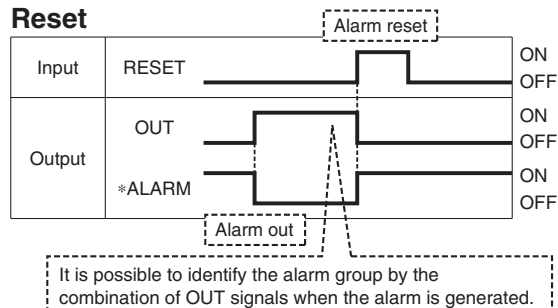 Reset
Alarm reset
Input RESET ON
OFF
Output OUT ON
OFF
*ALARM ON
OFF
Alarm out
It is possible to identify the alarm group by the
combination of OUT signals when the alarm is generated.